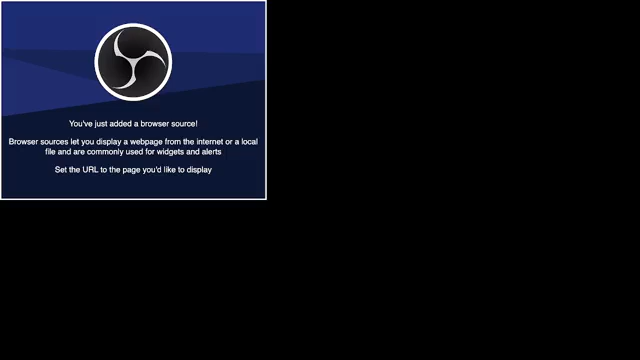 You've just added a browser source!
Browser sources let you display a webpage from the internet or a local
file and are commonly used for widgets and alerts
Set the URL to the page you'd like to display